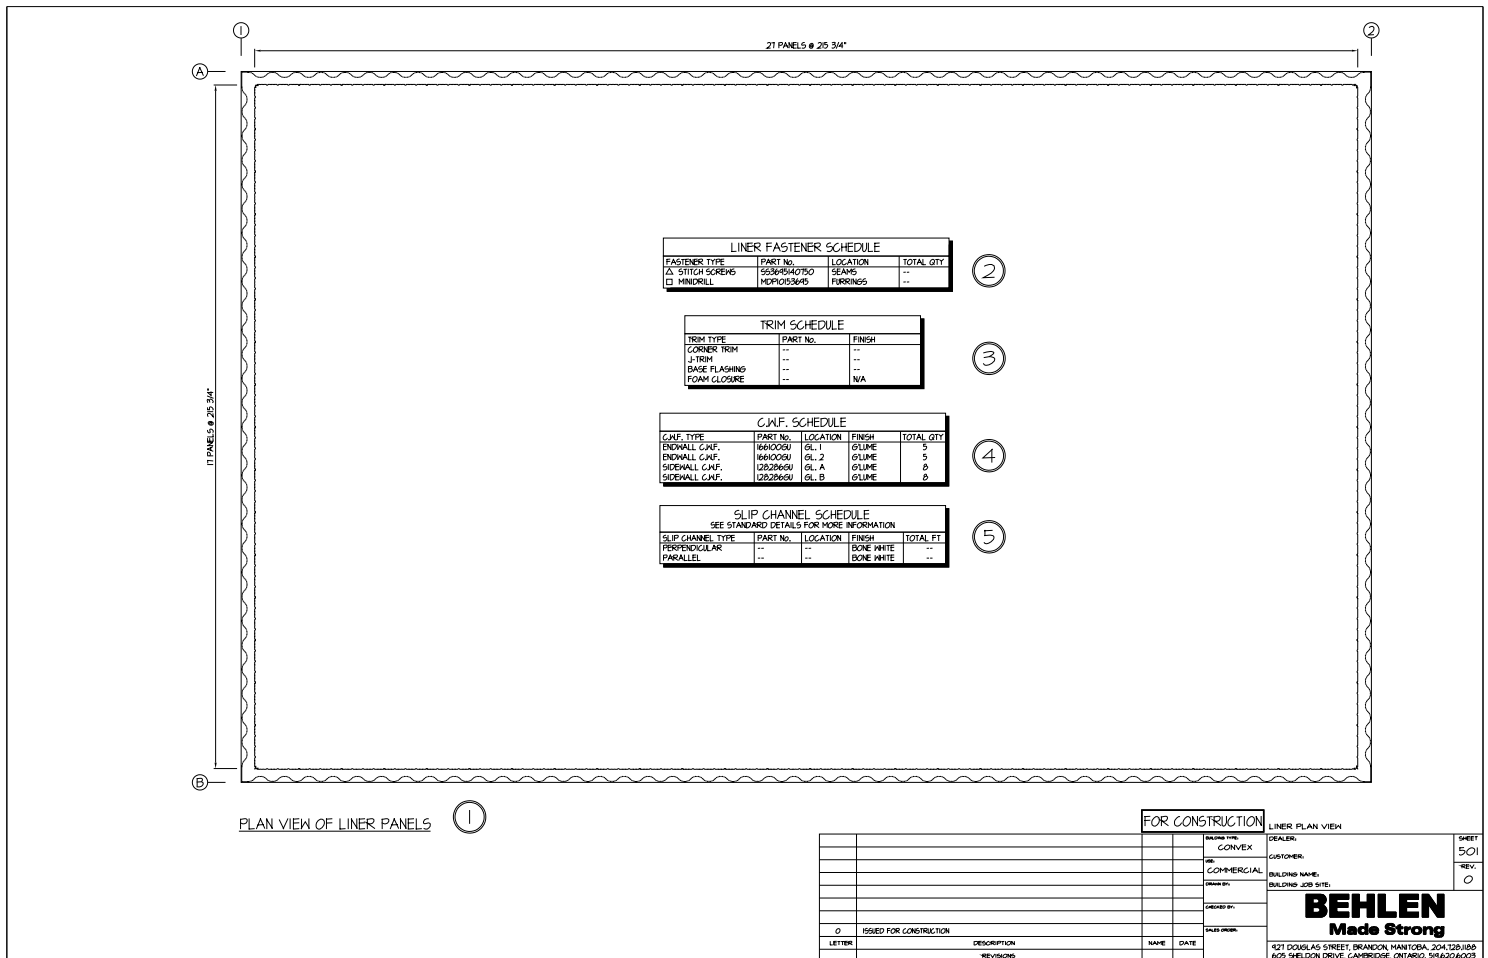 1
2
27 PANELS @ 215 3/4"
A
17 PANELS @ 215 3/4"
LINER FASTENER SCHEDULE
FASTENER TYPE PART No. LOCATION TOTAL QTY
STITCH SCREWS SS3695140750 SEAMS --
MINIDRILL MDP10153695 FURRINGS --
2
TRIM SCHEDULE
TRIM TYPE PART No. FINISH
CORNER TRIM -- --
J-TRIM -- --
BASE FLASHING -- --
FOAM CLOSURE -- N/A
3
C.W.F. SCHEDULE
C.W.F. TYPE PART No. LOCATION FINISH TOTAL QTY
ENDWALL C.W.F. 166100GU GL. 1 G'LUME 5
ENDWALL C.W.F. 166100GU GL. 2 G'LUME 5
SIDEWALL C.W.F. 128286GU GL. A G'LUME 8
SIDEWALL C.W.F. 128286GU GL. B G'LUME 8
4
SLIP CHANNEL SCHEDULE
SEE STANDARD DETAILS FOR MORE INFORMATION
SLIP CHANNEL TYPE PART No. LOCATION FINISH TOTAL FT
PERPENDICULAR -- -- BONE WHITE --
PARALLEL -- -- BONE WHITE --
5
B
PLAN VIEW OF LINER PANELS
1
FOR CONSTRUCTION
LINER PLAN VIEW
BUILDING TYPE:
CONVEX
USE:
COMMERCIAL
DRAWN BY:
CHECKED BY:
SALES ORDER:
DEALER:
CUSTOMER:
BUILDING NAME:
BUILDING JOB SITE:
SHEET
501
REV.
0
0 ISSUED FOR CONSTRUCTION
LETTER DESCRIPTION NAME DATE
REVISIONS
BEHLEN
Made Strong
927 DOUGLAS STREET, BRANDON, MANITOBA, 204.728.1188
605 SHELDON DRIVE, CAMBRIDGE, ONTARIO, 519.620.6003